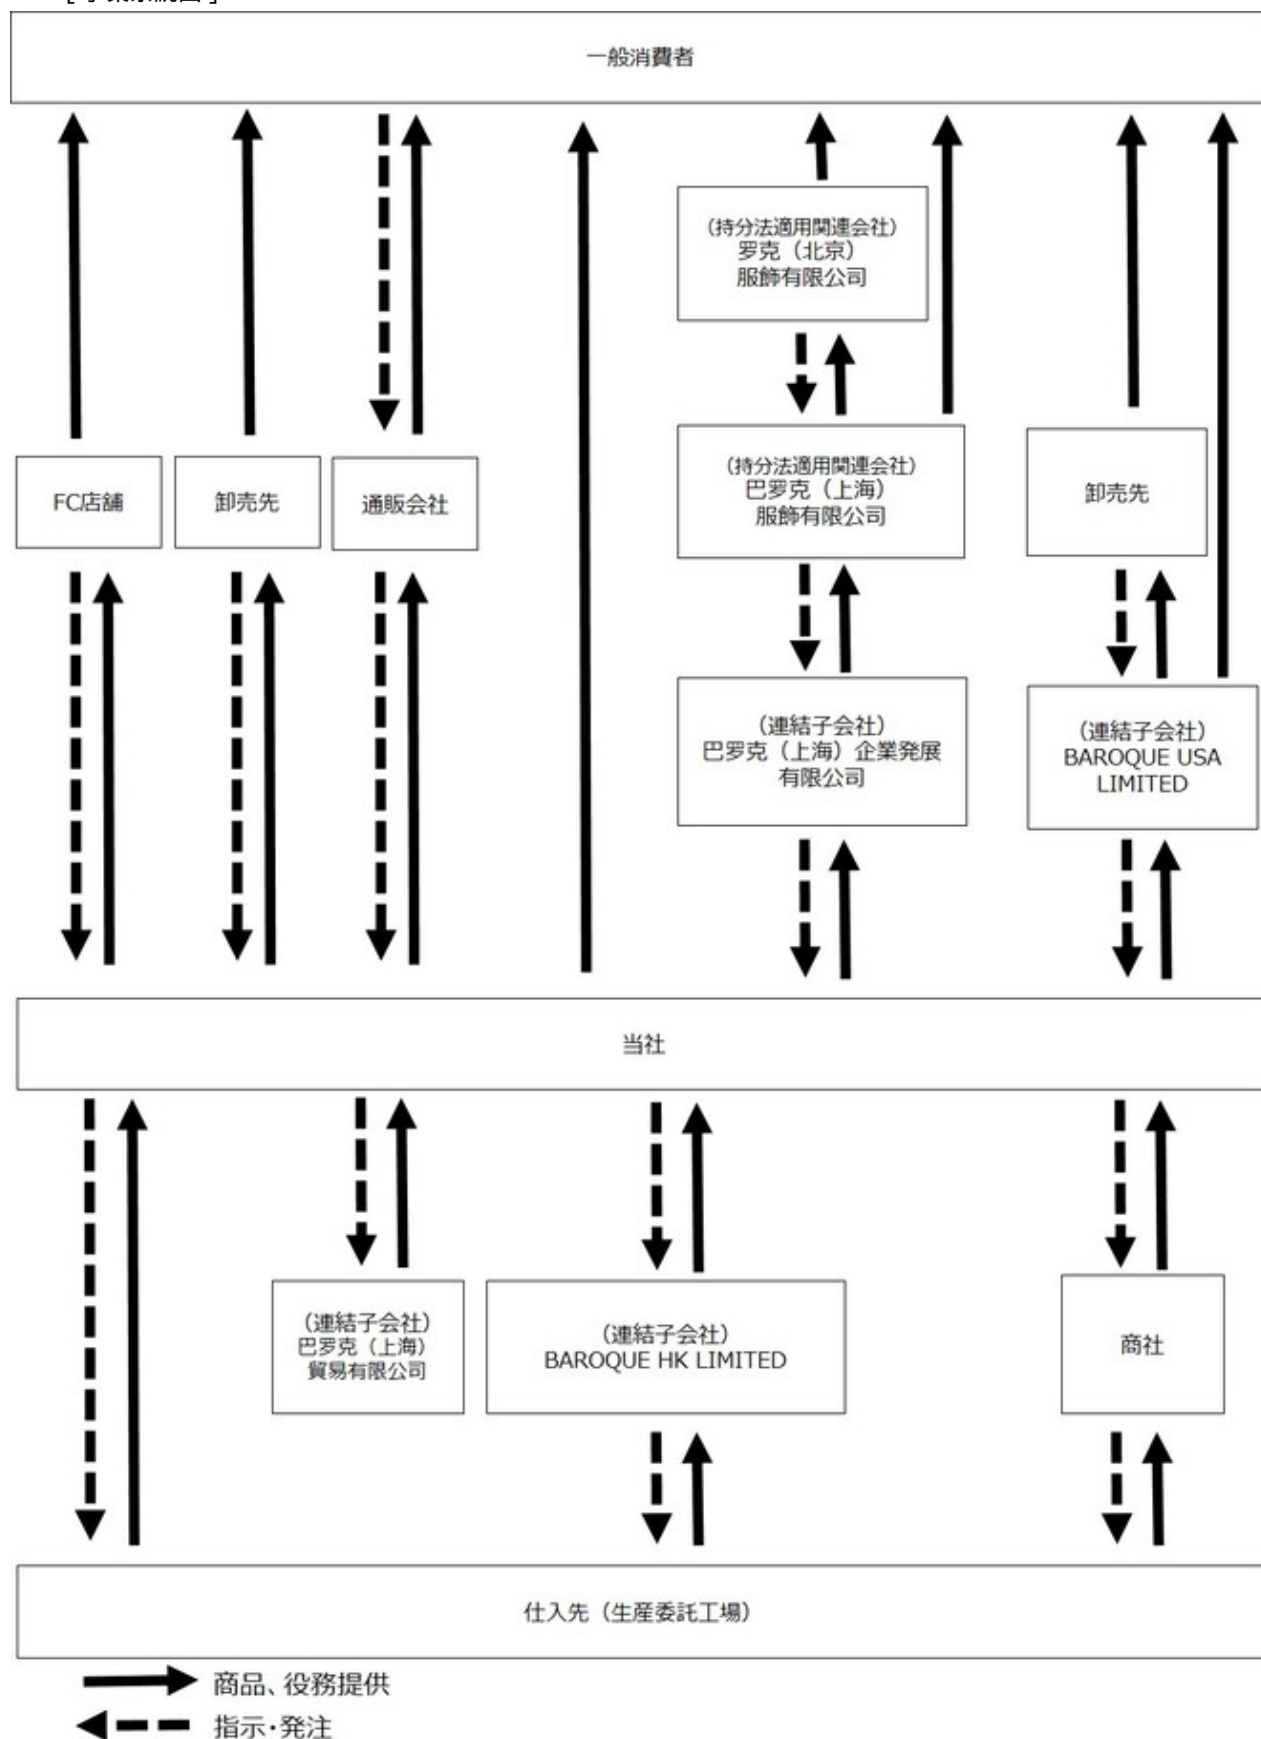 一般消費者
（持分法適用関連会社）
罗克（北京）
服飾有限公司
FC店舗
卸売先
通販会社
（持分法適用関連会社）
巴罗克（上海）
服飾有限公司
卸売先
（連結子会社）
巴罗克（上海）企業発展
有限公司
（連結子会社）
BAROQUE USA
LIMITED
当社
（連結子会社）
巴罗克（上海）
貿易有限公司
（連結子会社）
BAROQUE HK LIMITED
商社
仕入先（生産委託工場）
商品、役務提供
指示・発注